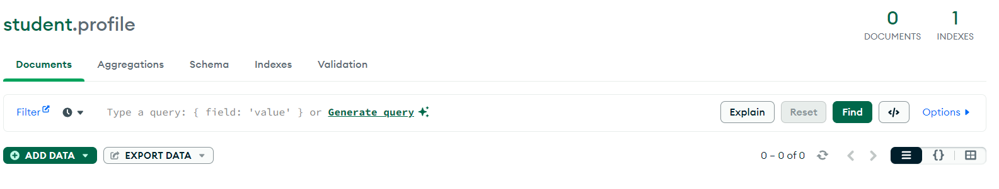 student.profile
0 1
DOCUMENTS INDEXES
Documents Aggregations Schema Indexes Validation
Filter Type a query: { field: 'value' } or Generate query Explain Reset Find </> Options
ADD DATA EXPORT DATA 0 – 0 of 0 {}